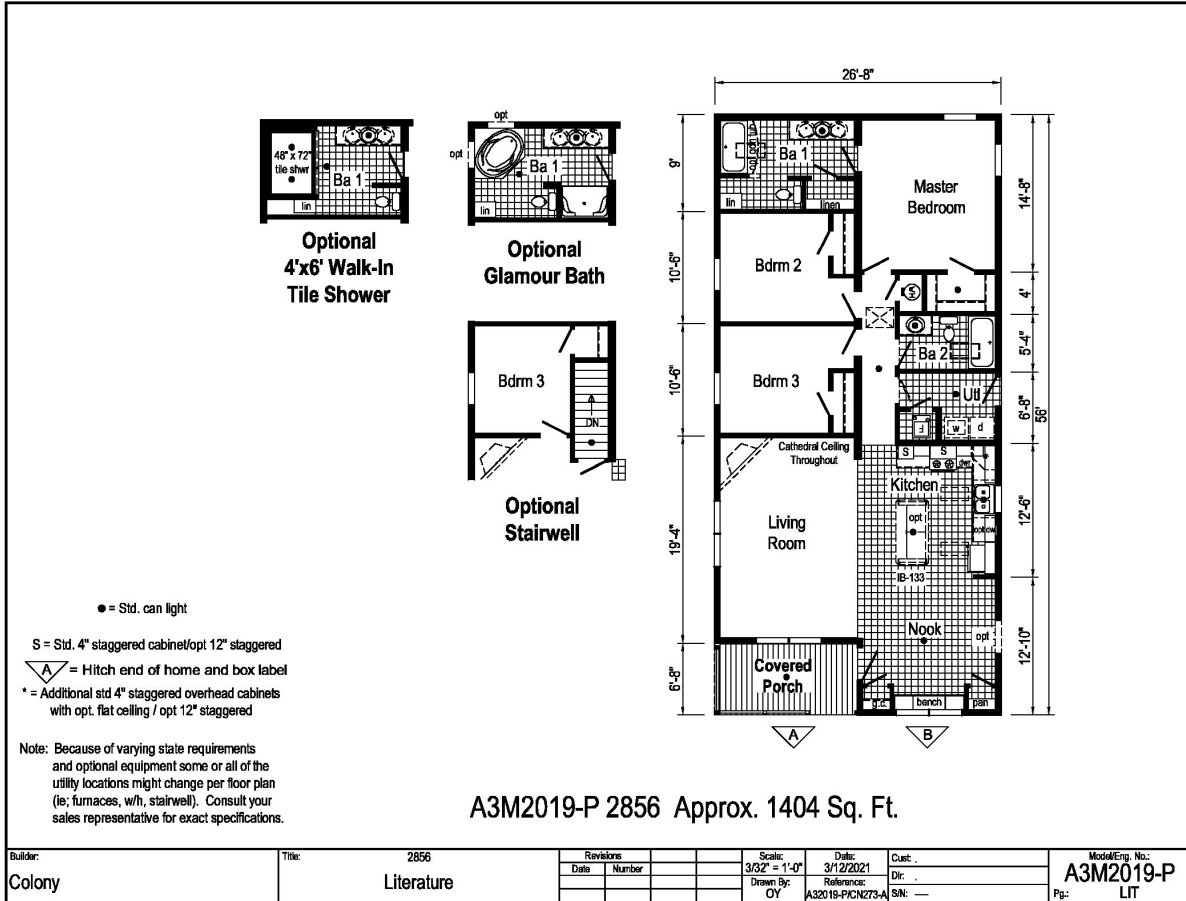 26'-8"
opt
opt
48" x 72"
tile shwr
Ba 1
lin
Optional
4'x6' Walk-In
Tile Shower
Ba 1
lin
Optional
Glamour Bath
Bdrm 3
DN
Optional
Stairwell
9'
10'-6"
10'-6"
19'-4"
6'-8"
Ba 1
lin
linen
Master
Bedroom
Bdrm 2
WH
Ba 2
Bdrm 3
Utl
F
w
d
Cathedral Ceiling
Throughout
S
S
Kitchen
opt
opt dw
IB-133
Living
Room
Nook
opt
Covered
Porch
g.c.
bench
pan
A
B
14'-8"
4'
5'-4"
6'-8"
56'
12'-6"
12'-10"
● = Std. can light
S = Std. 4" staggered cabinet/opt 12" staggered
A = Hitch end of home and box label
* = Additional std 4" staggered overhead cabinets
with opt. flat ceiling / opt 12" staggered
Note: Because of varying state requirements
and optional equipment some or all of the
utility locations might change per floor plan
(ie; furnaces, w/h, stairwell). Consult your
sales representative for exact specifications.
A3M2019-P 2856 Approx. 1404 Sq. Ft.
Builder:
Colony
Title:
2856
Literature
Revisions
Date
Number
Scale:
3/32" = 1'-0"
Date:
3/12/2021
Drawn By:
OY
Reference:
A32019-P/CN273-A
Cust: .
Dir: .
S/N: —
Model/Eng. No.:
A3M2019-P
Pg.: LIT